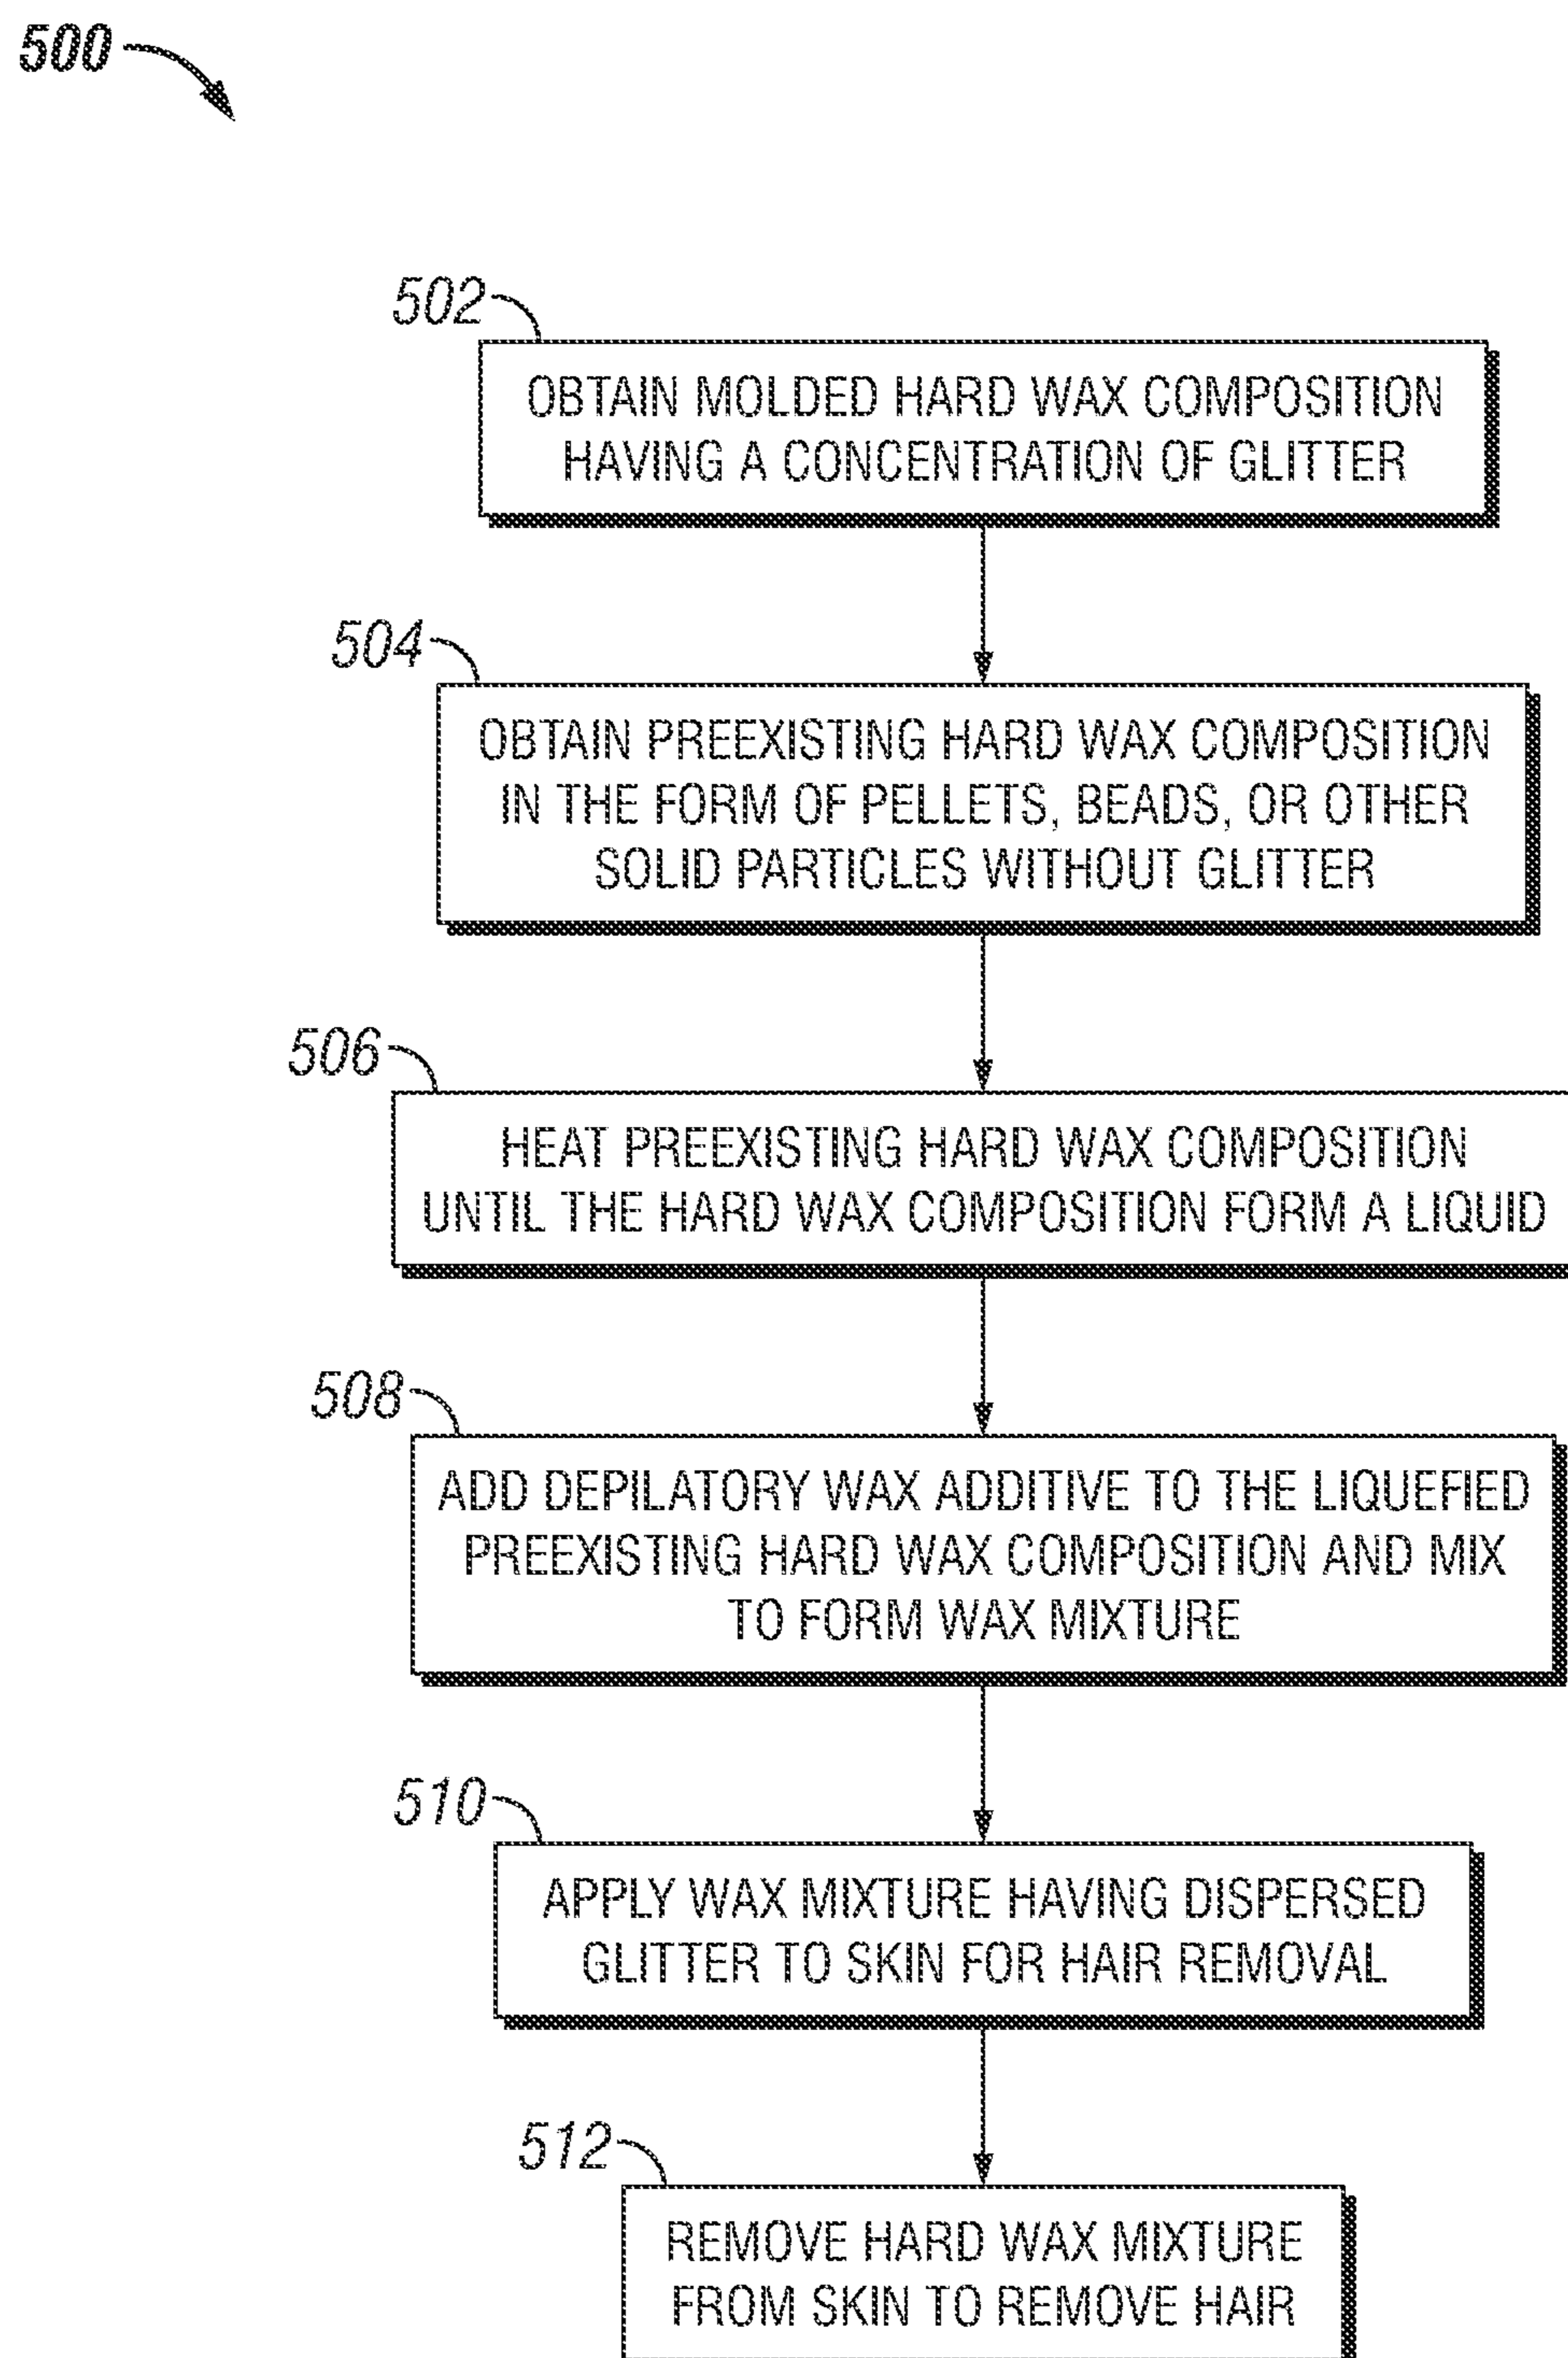 500
502
OBTAIN MOLDED HARD WAX COMPOSITION
HAVING A CONCENTRATION OF GLITTER
504
OBTAIN PREEXISTING HARD WAX COMPOSITION
IN THE FORM OF PELLETS, BEADS, OR OTHER
SOLID PARTICLES WITHOUT GLITTER
506
HEAT PREEXISTING HARD WAX COMPOSITION
UNTIL THE HARD WAX COMPOSITION FORM A LIQUID
508
ADD DEPILATORY WAX ADDITIVE TO THE LIQUEFIED
PREEXISTING HARD WAX COMPOSITION AND MIX
TO FORM WAX MIXTURE
510
APPLY WAX MIXTURE HAVING DISPERSED
GLITTER TO SKIN FOR HAIR REMOVAL
512
REMOVE HARD WAX MIXTURE
FROM SKIN TO REMOVE HAIR